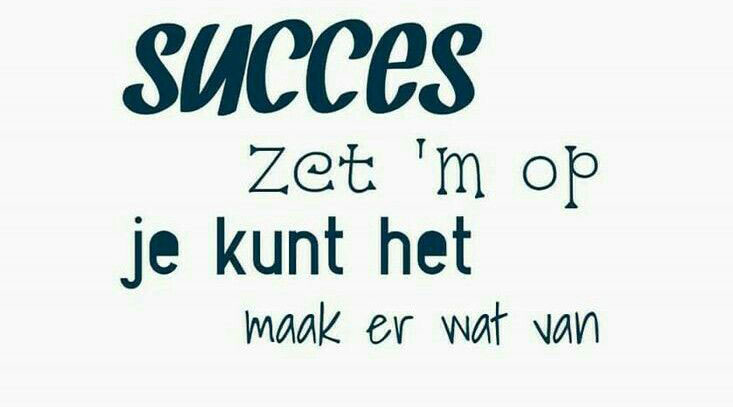 succes
zet 'm op
je kunt het
maak er wat van